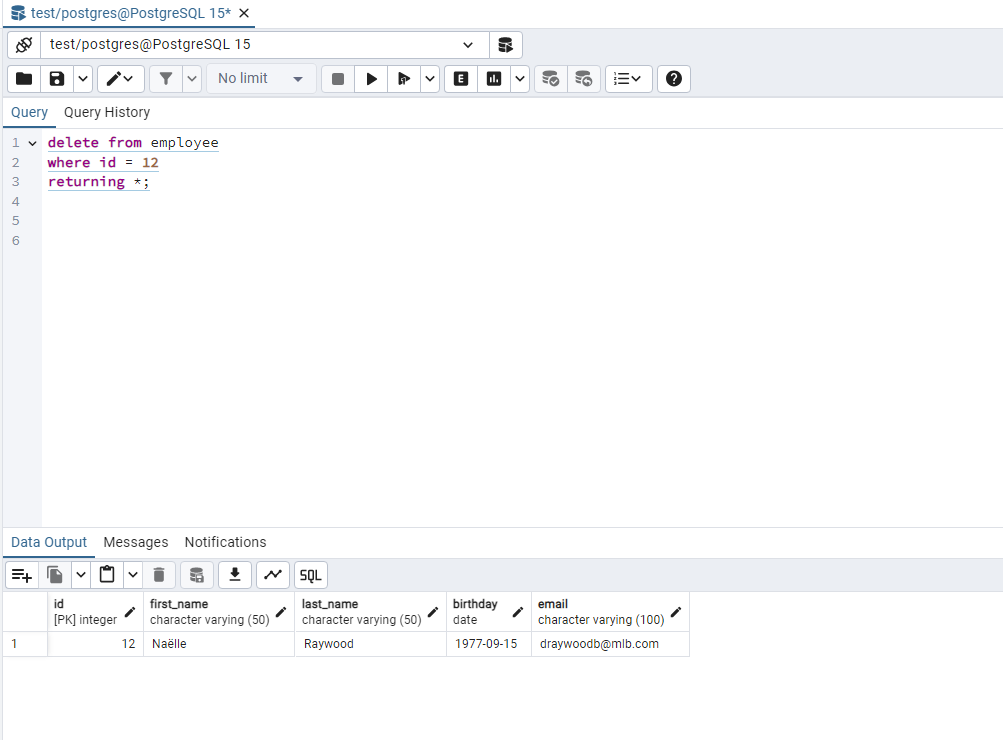 test/postgres@PostgreSQL 15*
test/postgres@PostgreSQL 15
No limit
E
Query Query History
1 delete from employee
2 where id = 12
3 returning *;
4
5
6
Data Output Messages Notifications
SQL
id first_name last_name birthday email
[PK] integer character varying (50) character varying (50) date character varying (100)
1 12 Naëlle Raywood 1977-09-15 draywoodb@mlb.com